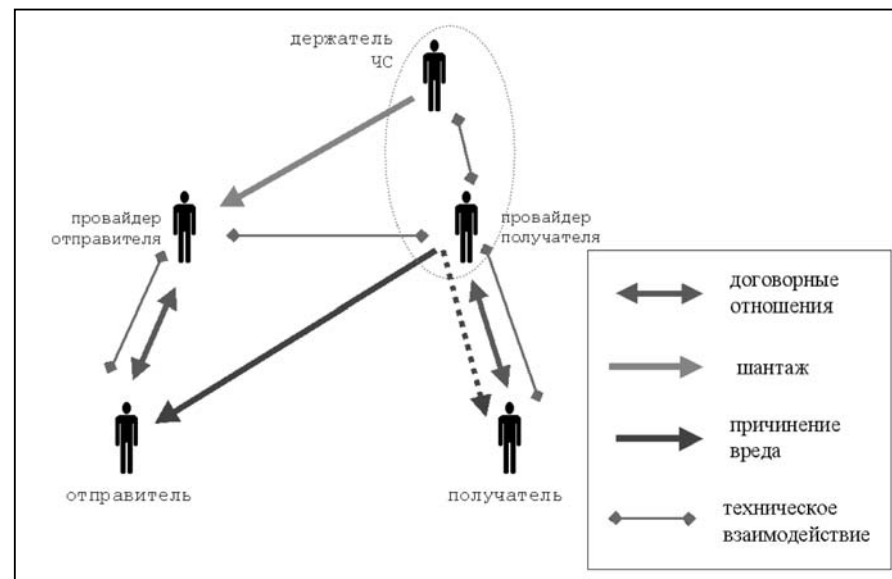 держатель
ЧС
провайдер
отправителя
провайдер
получателя
отправитель
получатель
договорные
отношения
шантаж
причинение
вреда
техническое
взаимодействие